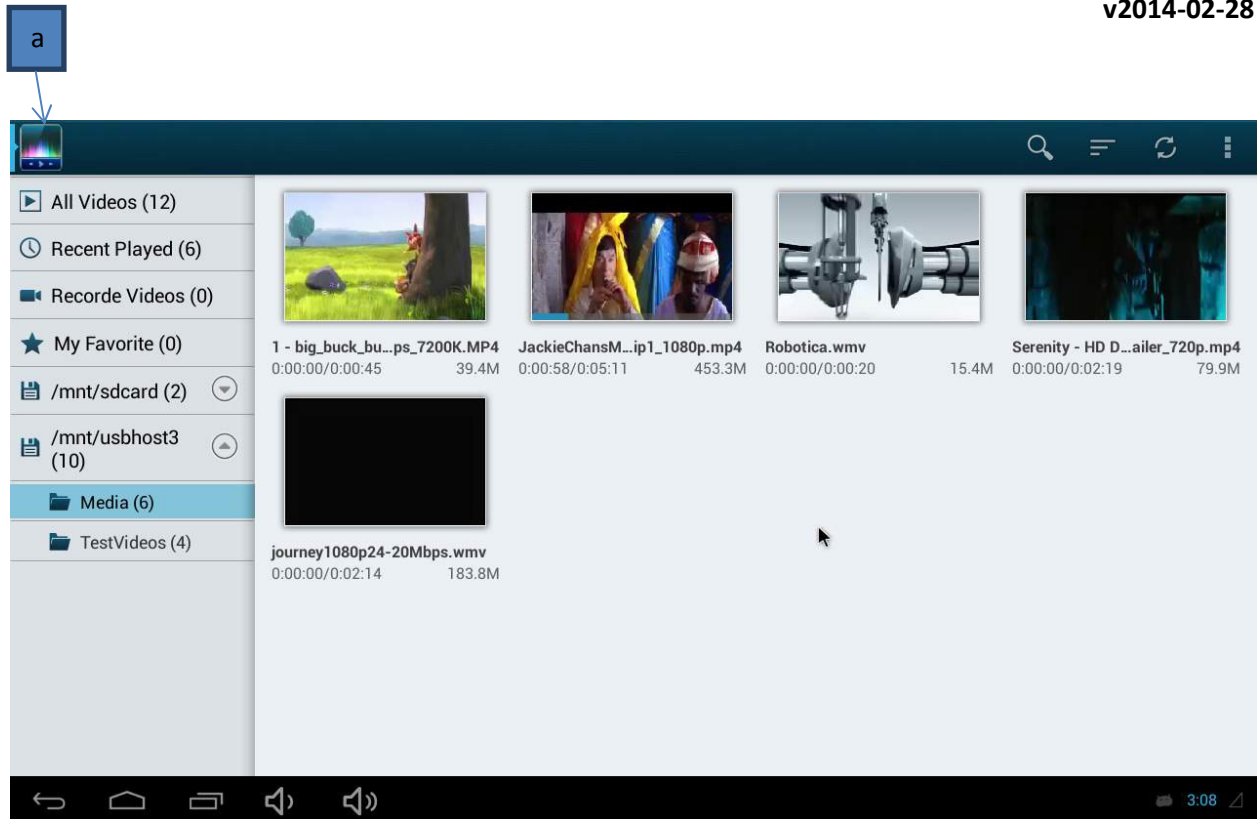 v2014-02-28
a
All Videos (12)
Recent Played (6)
Recorde Videos (0)
My Favorite (0)
/mnt/sdcard (2)
/mnt/usbhost3
(10)
Media (6)
TestVideos (4)
1 - big_buck_bu...ps_7200K.MP4
0:00:00/0:00:45 39.4M
JackieChansM...ip1_1080p.mp4
0:00:58/0:05:11 453.3M
Robotica.wmv
0:00:00/0:00:20 15.4M
Serenity - HD D...ailer_720p.mp4
0:00:00/0:02:19 79.9M
journey1080p24-20Mbps.wmv
0:00:00/0:02:14 183.8M
3:08